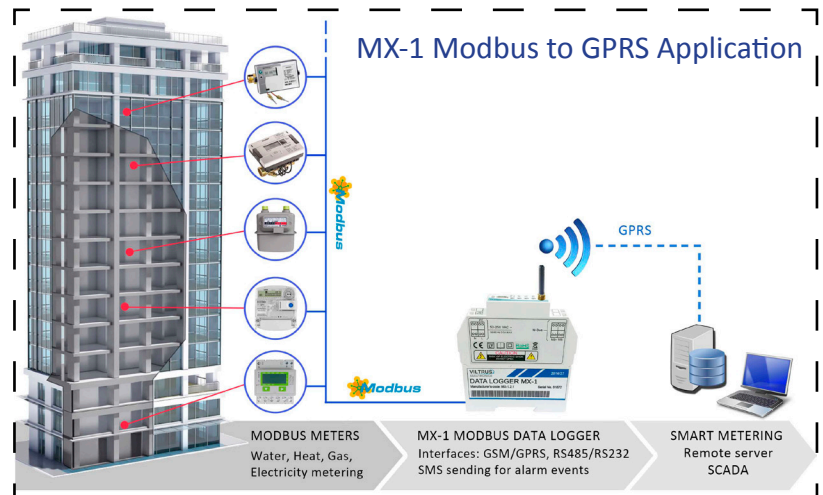 MX-1 Modbus to GPRS Application
Modbus
GPRS
Modbus
CAUTION
VILTRUS
DATA LOGGER MX-1
MODBUS METERS
Water, Heat, Gas,
Electricity metering
MX-1 MODBUS DATA LOGGER
Interfaces: GSM/GPRS, RS485/RS232
SMS sending for alarm events
SMART METERING
Remote server
SCADA